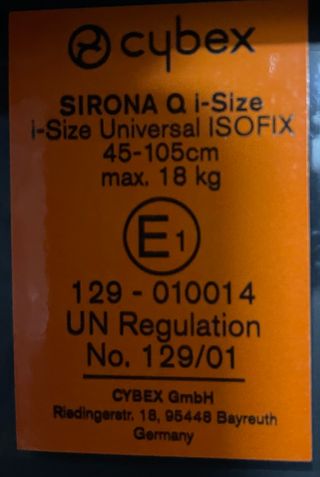 cybex
SIRONA Q i-Size
i-Size Universal ISOFIX
45-105cm
max. 18 kg
E1
129 - 010014
UN Regulation
No. 129/01
CYBEX GmbH
Riedingerstr. 18, 95448 Bayreuth
Germany